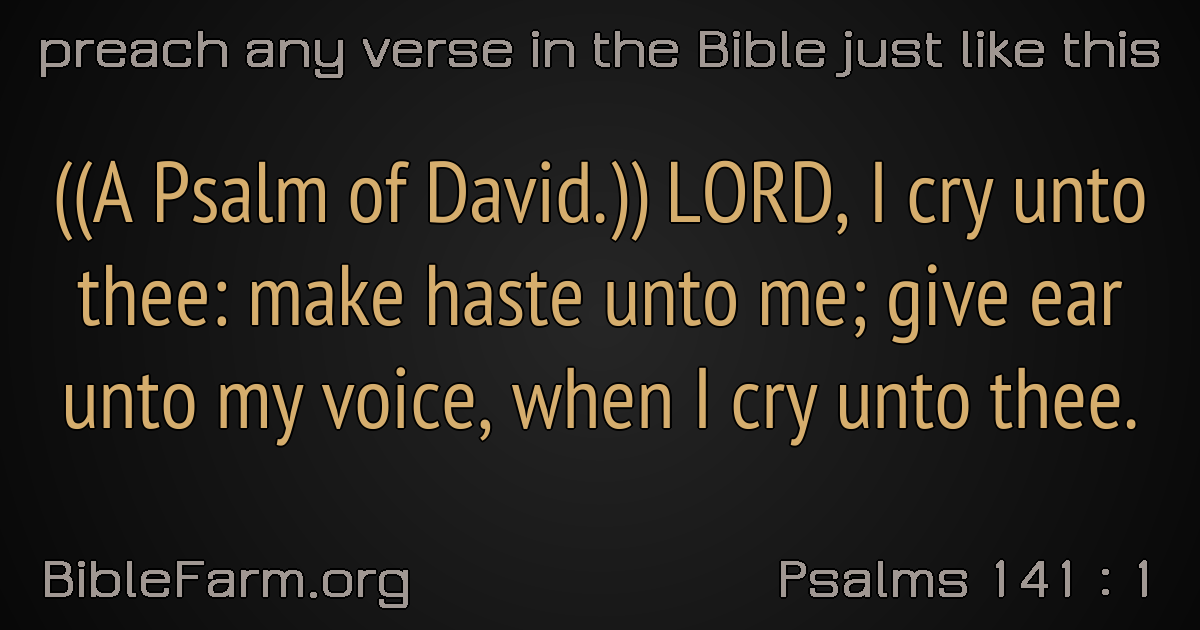 preach any verse in the Bible just like this
((A Psalm of David.)) LORD, I cry unto
thee: make haste unto me; give ear
unto my voice, when I cry unto thee.
BibleFarm.org
Psalms 141 : 1